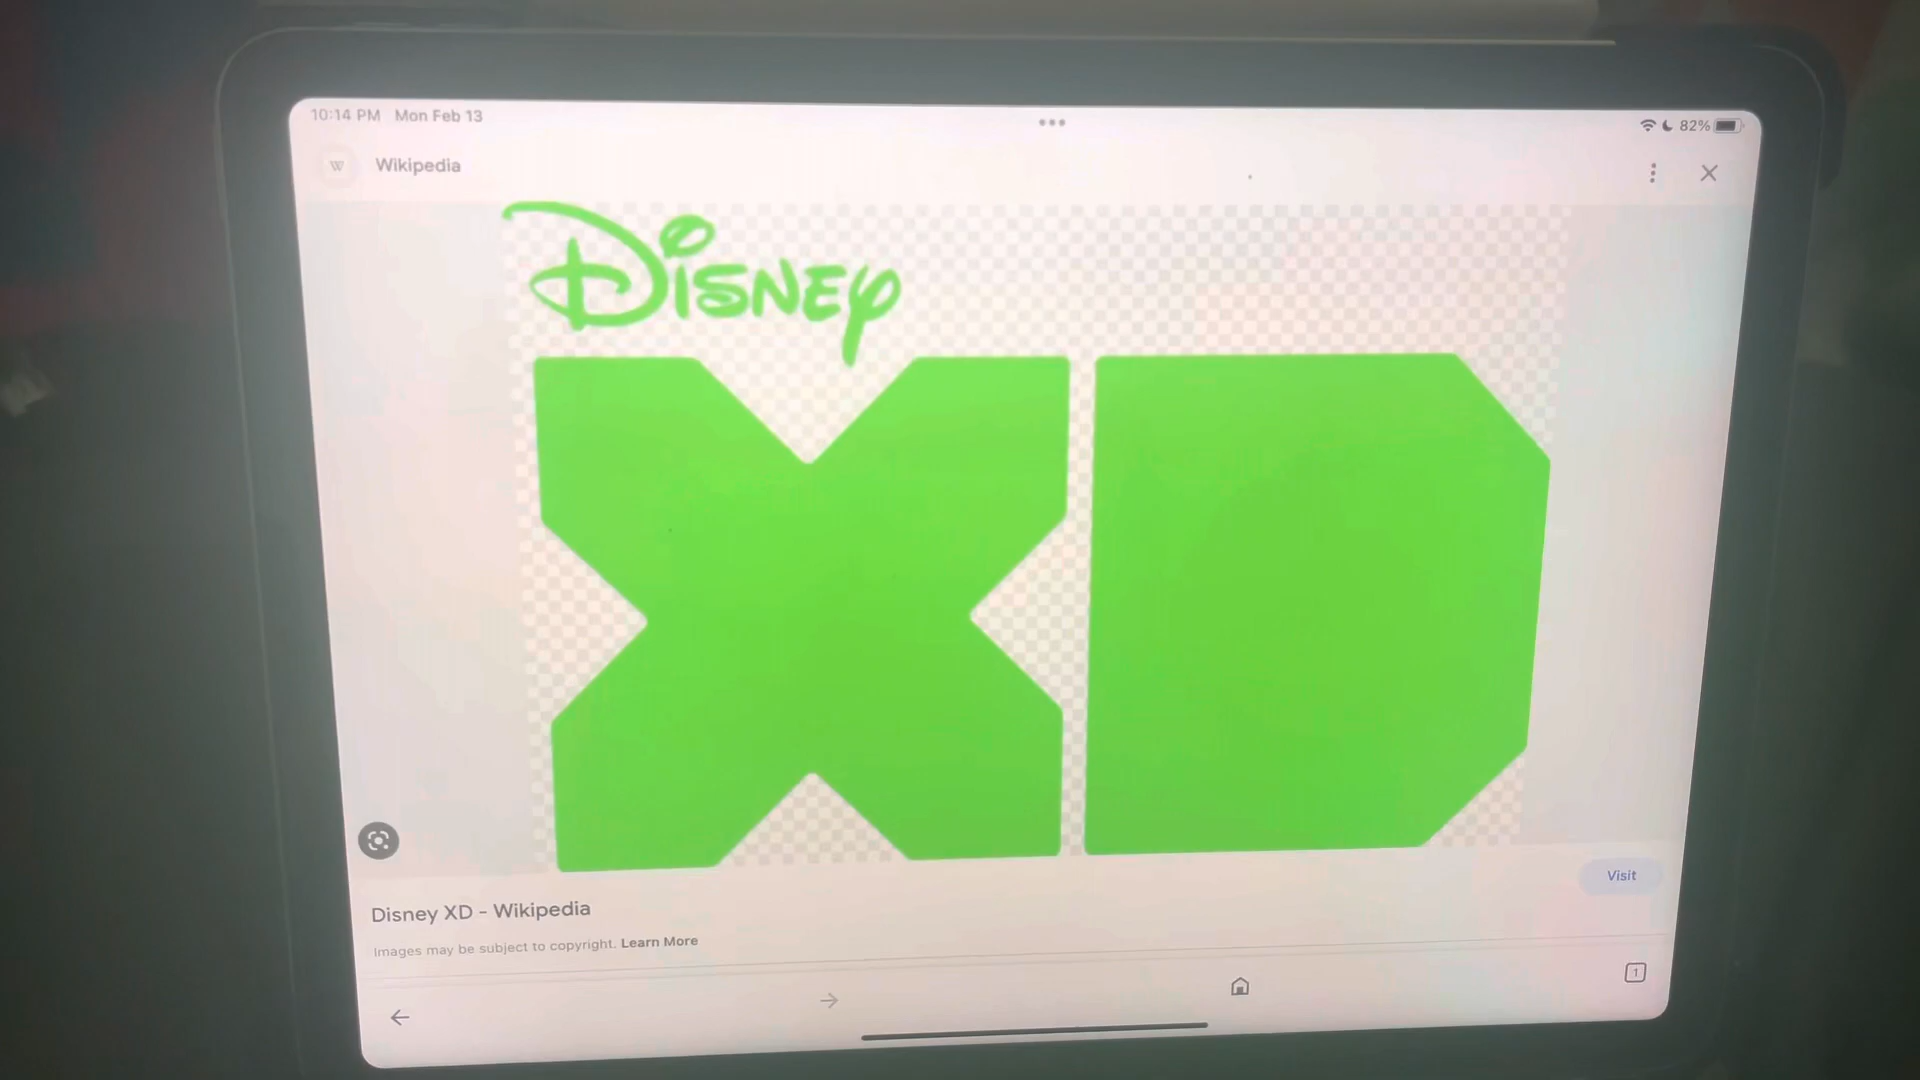 10:14 PM Mon Feb 13
82%
W Wikipedia
Disney
XD
Visit
Disney XD - Wikipedia
Images may be subject to copyright. Learn More
1